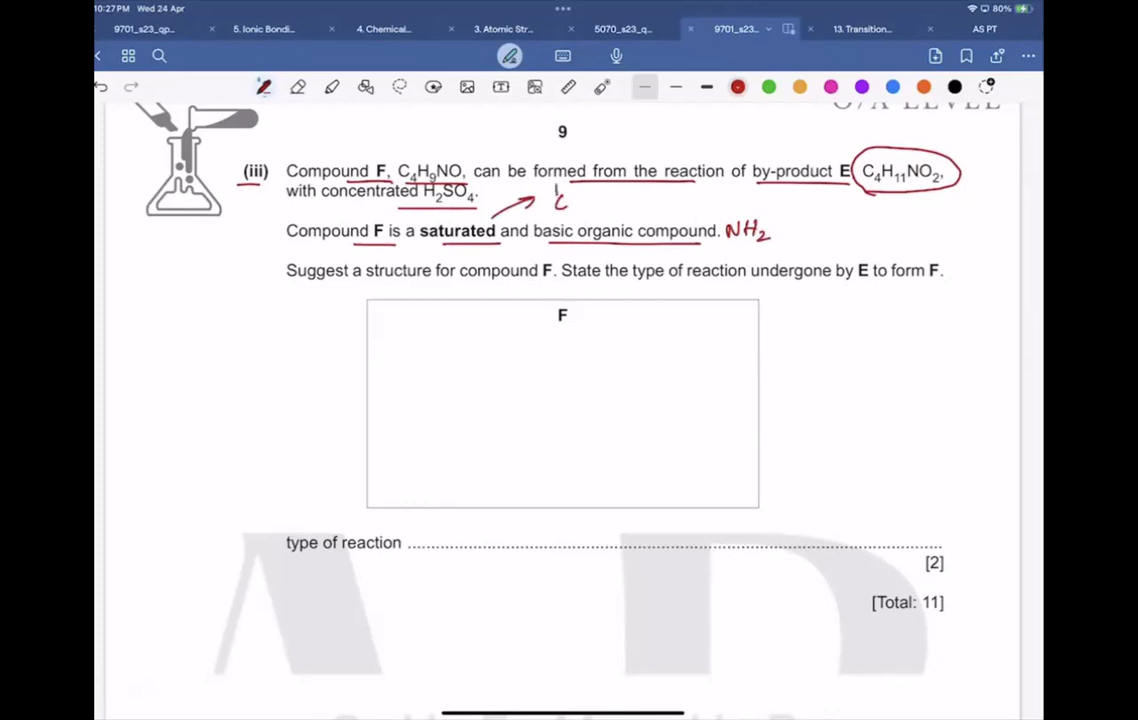 10:27PM Wed 24 Apr
80%
9701_s23_qp...
5. Ionic Bondi...
4. Chemical...
3. Atomic Str...
5070_s23_q...
9701_s23...
13. Transition...
AS PT
O/A LEVEL
9
(iii) Compound F, C₄H₉NO, can be formed from the reaction of by-product E C₄H₁₁NO₂,
with concentrated H₂SO₄.
C
Compound F is a saturated and basic organic compound. NH₂
Suggest a structure for compound F. State the type of reaction undergone by E to form F.
F
type of reaction ........................................................................
[2]
[Total: 11]